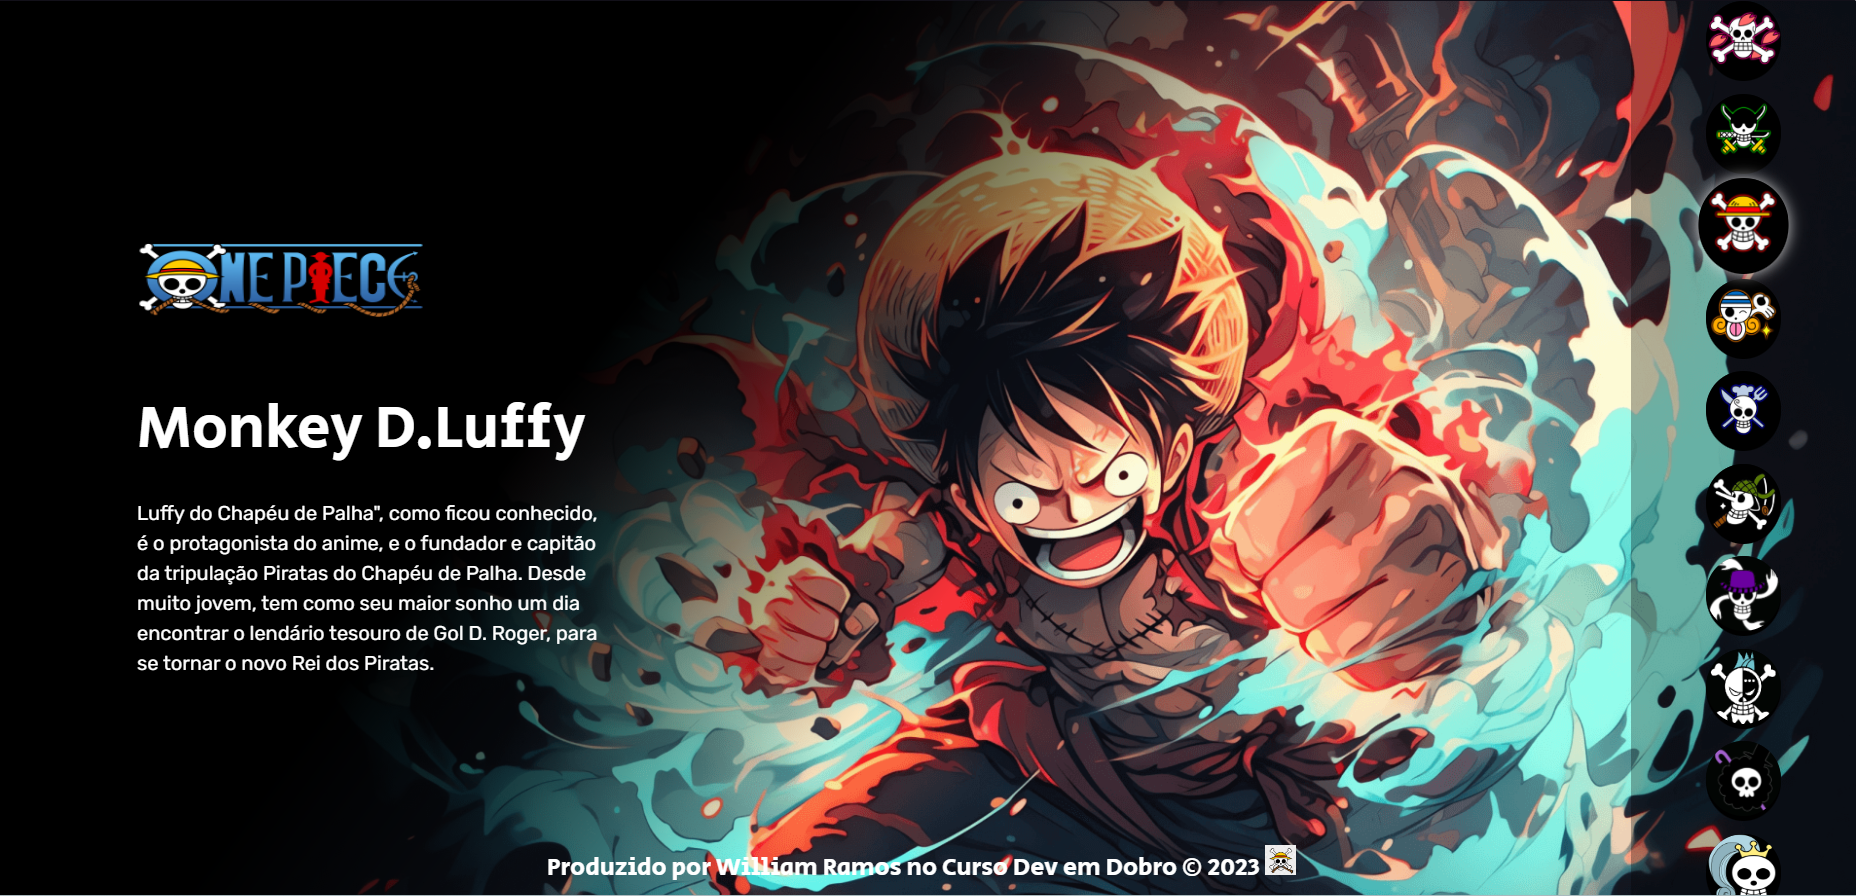 ONE PIECE
Monkey D.Luffy
Luffy do Chapéu de Palha", como ficou conhecido,
é o protagonista do anime, e o fundador e capitão
da tripulação Piratas do Chapéu de Palha. Desde
muito jovem, tem como seu maior sonho um dia
encontrar o lendário tesouro de Gol D. Roger, para
se tornar o novo Rei dos Piratas.
Produzido por William Ramos no Curso Dev em Dobro © 2023